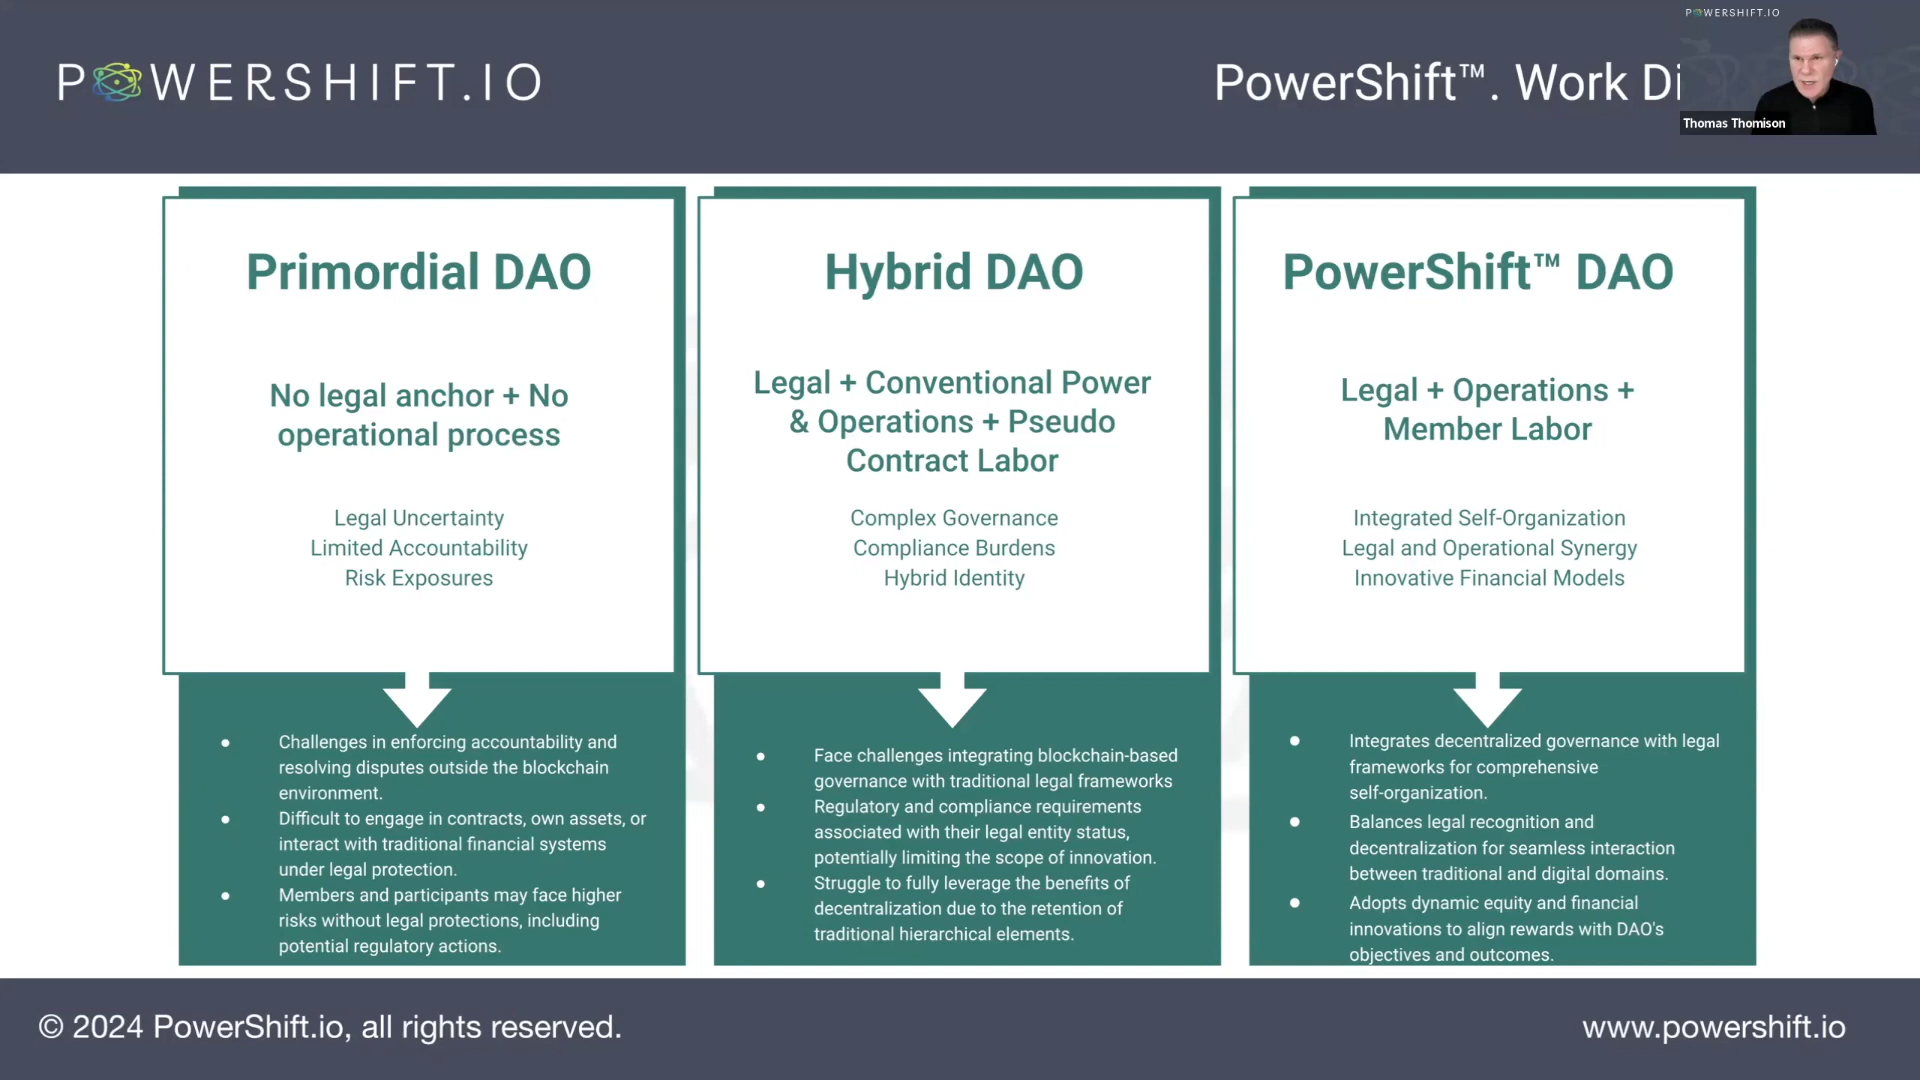 POWERSHIFT.IO
PowerShift™. Work Di
POWERSHIFT.IO
Thomas Thomison
Primordial DAO
No legal anchor + No
operational process
Legal Uncertainty
Limited Accountability
Risk Exposures
Challenges in enforcing accountability and
resolving disputes outside the blockchain
environment.
Difficult to engage in contracts, own assets, or
interact with traditional financial systems
under legal protection.
Members and participants may face higher
risks without legal protections, including
potential regulatory actions.
Hybrid DAO
Legal + Conventional Power
& Operations + Pseudo
Contract Labor
Complex Governance
Compliance Burdens
Hybrid Identity
Face challenges integrating blockchain-based
governance with traditional legal frameworks
Regulatory and compliance requirements
associated with their legal entity status,
potentially limiting the scope of innovation.
Struggle to fully leverage the benefits of
decentralization due to the retention of
traditional hierarchical elements.
PowerShift™ DAO
Legal + Operations +
Member Labor
Integrated Self-Organization
Legal and Operational Synergy
Innovative Financial Models
Integrates decentralized governance with legal
frameworks for comprehensive
self-organization.
Balances legal recognition and
decentralization for seamless interaction
between traditional and digital domains.
Adopts dynamic equity and financial
innovations to align rewards with DAO's
objectives and outcomes.
© 2024 PowerShift.io, all rights reserved.
www.powershift.io